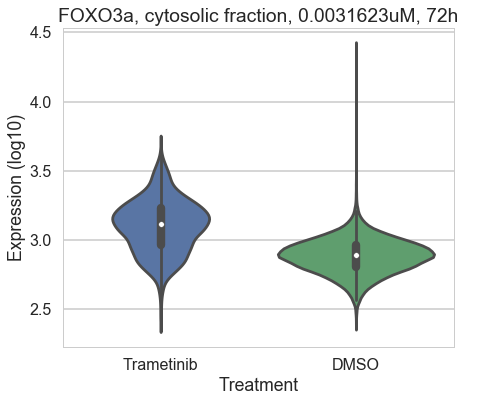 FOXO3a, cytosolic fraction, 0.0031623uM, 72h
Expression (log10)
4.5
4.0
3.5
3.0
2.5
Trametinib
DMSO
Treatment